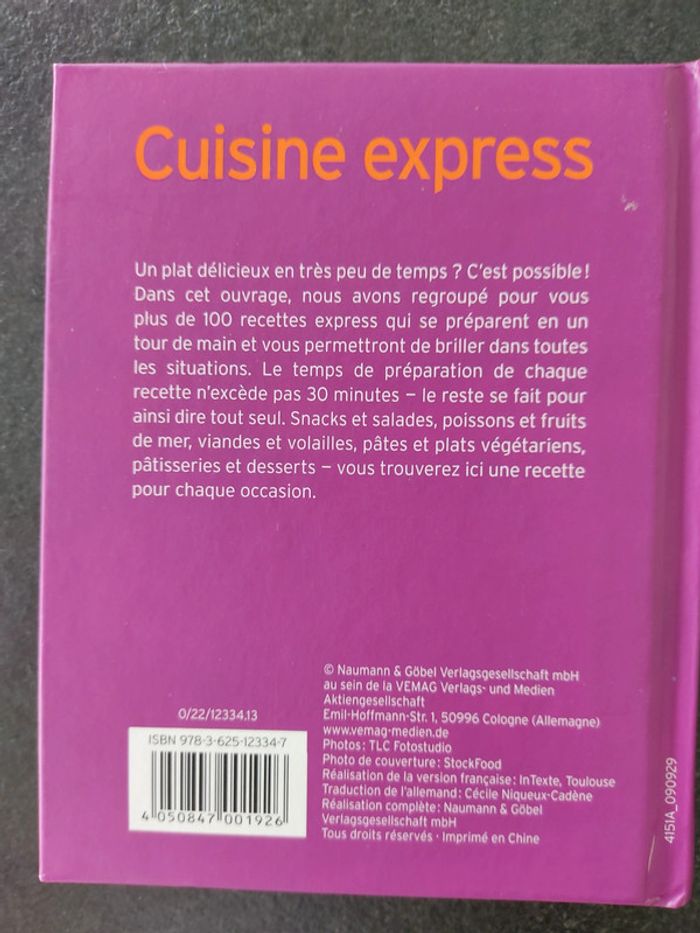 Cuisine express
Un plat délicieux en très peu de temps ? C'est possible !
Dans cet ouvrage, nous avons regroupé pour vous
plus de 100 recettes express qui se préparent en un
tour de main et vous permettront de briller dans toutes
les situations. Le temps de préparation de chaque
recette n'excède pas 30 minutes – le reste se fait pour
ainsi dire tout seul. Snacks et salades, poissons et fruits
de mer, viandes et volailles, pâtes et plats végétariens,
pâtisseries et desserts – vous trouverez ici une recette
pour chaque occasion.
0/22/12334.13
ISBN 978-3-625-12334-7
4 050847 001926
© Naumann & Göbel Verlagsgesellschaft mbH
au sein de la VEMAG Verlags- und Medien
Aktiengesellschaft
Emil-Hoffmann-Str. 1, 50996 Cologne (Allemagne)
www.vemag-medien.de
Photos : TLC Fotostudio
Photo de couverture : StockFood
Réalisation de la version française : InTexte, Toulouse
Traduction de l'allemand : Cécile Niqueux-Cadène
Réalisation complète : Naumann & Göbel
Verlagsgesellschaft mbH
Tous droits réservés · Imprimé en Chine
4151A_090929